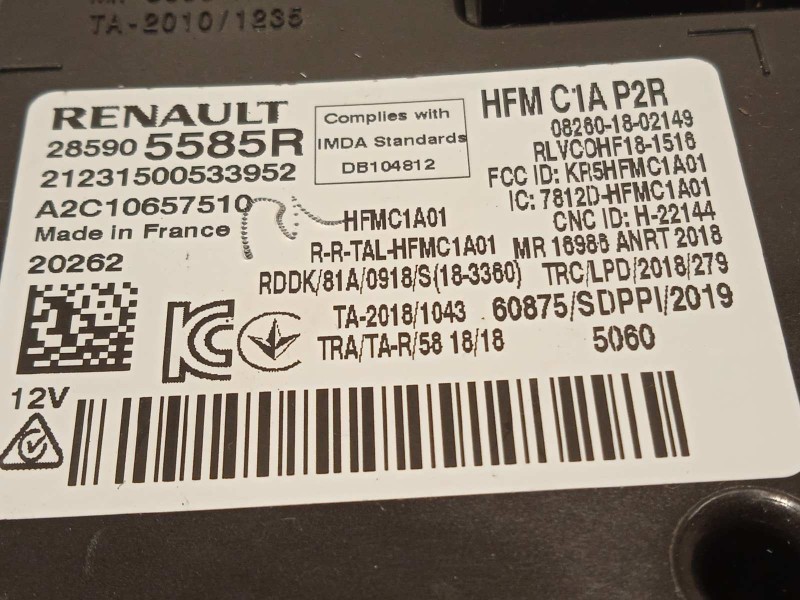 TA-2010/1235
RENAULT
285905585R
21231500533952
A2C10657510
Made in France
20262
Complies with
IMDA Standards
DB104812
HFM C1A P2R
08260-18-02149
RLVCOHF18-1516
FCC ID: KR5HFMC1A01
IC: 7812D-HFMC1A01
CNC ID: H-22144
HFMC1A01
R-R-TAL-HFMC1A01 MR 16986 ANRT 2018
RDDK/81A/0918/S(18-3360) TRC/LPD/2018/279
TA-2018/1043 60875/SDPPI/2019
TRA/TA-R/58 18/18 5060
12V